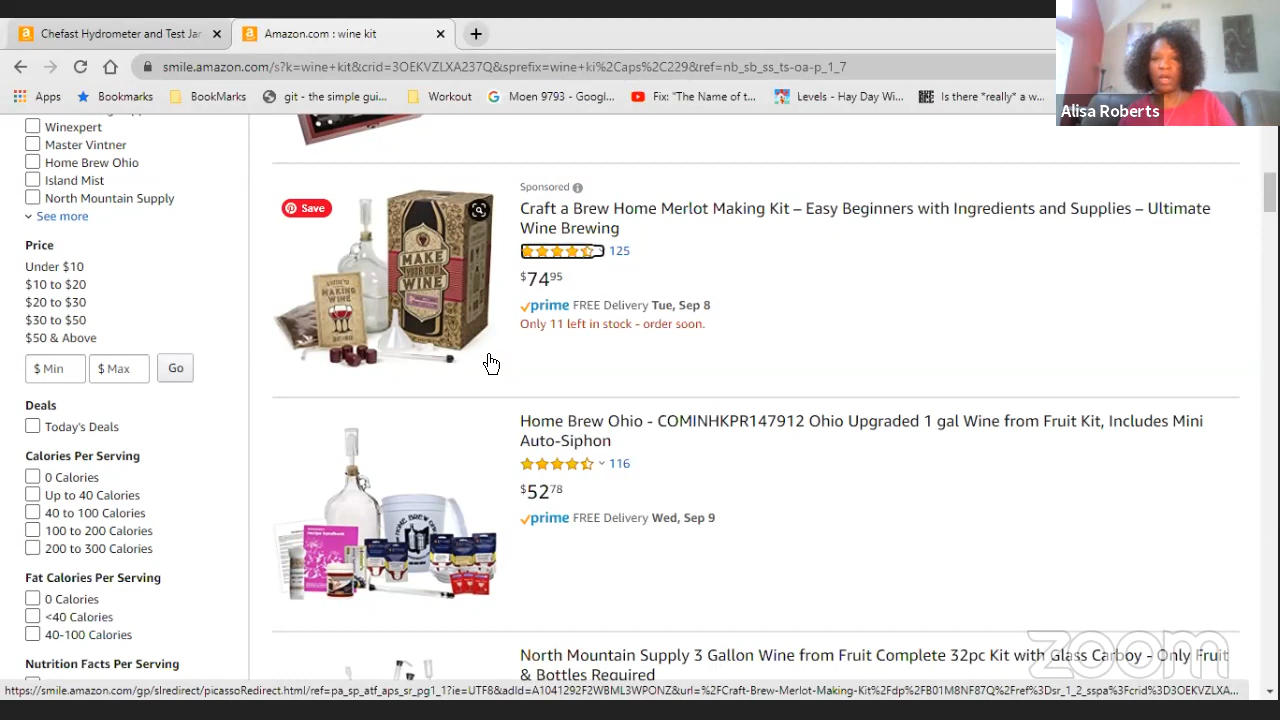 Chefast Hydrometer and Test Jar
Amazon.com : wine kit
smile.amazon.com/s?k=wine+kit&crid=3OEKVZLXA237Q&sprefix=wine+ki%2Caps%2C229&ref=nb_sb_ss_ts-oa-p_1_7
Apps
Bookmarks
BookMarks
git - the simple gui...
Workout
Moen 9793 - Googl...
Fix: "The Name of t...
Levels - Hay Day Wi...
Is there *really* a w...
Alisa Roberts
Winexpert
Master Vintner
Home Brew Ohio
Island Mist
North Mountain Supply
See more
Price
Under $10
$10 to $20
$20 to $30
$30 to $50
$50 & Above
$ Min
$ Max
Go
Deals
Today's Deals
Calories Per Serving
0 Calories
Up to 40 Calories
40 to 100 Calories
100 to 200 Calories
200 to 300 Calories
Fat Calories Per Serving
0 Calories
<40 Calories
40-100 Calories
Nutrition Facts Per Serving
Save
MAKE
YOUR OWN
WINE
MAKING
WINE
Sponsored
Craft a Brew Home Merlot Making Kit – Easy Beginners with Ingredients and Supplies – Ultimate
Wine Brewing
125
$7495
prime FREE Delivery Tue, Sep 8
Only 11 left in stock - order soon.
Home Brew Ohio - COMINHKPR147912 Ohio Upgraded 1 gal Wine from Fruit Kit, Includes Mini
Auto-Siphon
116
$5278
prime FREE Delivery Wed, Sep 9
North Mountain Supply 3 Gallon Wine from Fruit Complete 32pc Kit with Glass Carboy - Only Fruit
& Bottles Required
zoom
https://smile.amazon.com/gp/slredirect/picassoRedirect.html/ref=pa_sp_atf_aps_sr_pg1_1?ie=UTF8&adId=A1041292F2WBML3WPONZ&url=%2FCraft-Brew-Merlot-Making-Kit%2Fdp%2FB01M8NF87Q%2Fref%3Dsr_1_2_sspa%3Fcrid%3D3OEKVZLXA...